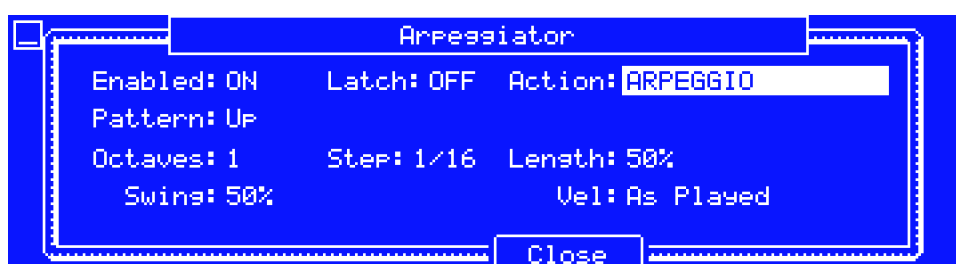 Arpeggiator
Enabled: ON Latch: OFF Action: ARPEGGIO
Pattern: Up
Octaves: 1 Step: 1/16 Length: 50%
Swing: 50% Vel: As Played
Close